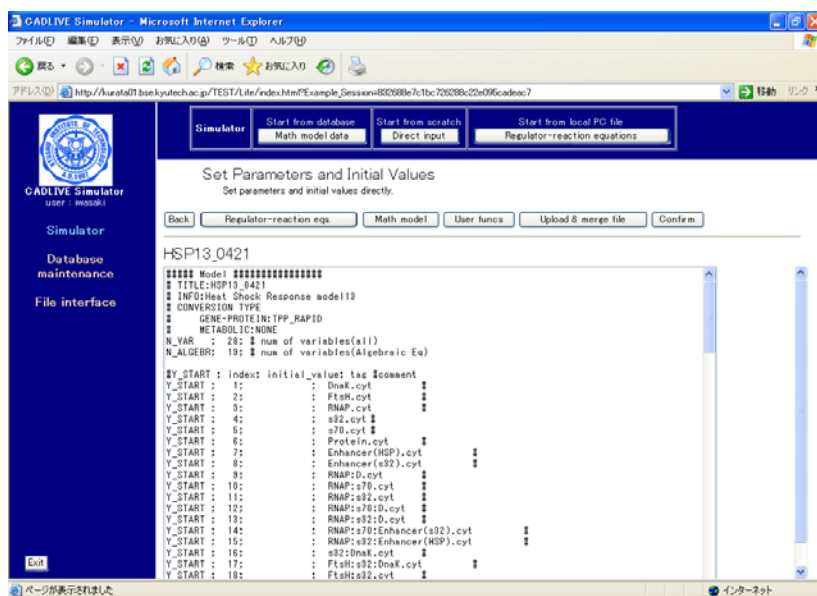 CADLIVE Simulator - Microsoft Internet Explorer
ファイル(F) 編集(E) 表示(V) お気に入り(A) ツール(T) ヘルプ(H)
戻る 検索 お気に入り
アドレス(D) http://kurata01.bse.kyutech.ac.jp/TEST/Life/index.html?Example_Session=832688e7c1bc726288c22e095cadeac7 移動 リンク
Simulator
Start from database Start from scratch Start from local PC file
Math model data Direct input Regulator-reaction equations
CADLIVE Simulator
user : iwasaki
Simulator
Database
maintenance
File interface
Exit
Set Parameters and Initial Values
Set parameters and initial values directly.
Back Regulator-reaction eqs. Math model User funcs Upload & merge file Confirm
HSP13_0421
##### Model ################
# TITLE:HSP13_0421
# INFO:Heat Shock Response model13
# CONVERSION TYPE
# GENE-PROTEIN:TPP_RAPID
# METABOLIC:NONE
N_VAR : 28; # num of variables(all)
N_ALGEBR: 19; # num of variables(Algebraic Eq)
#Y_START : index: initial_value: tag #comment
Y_START : 1: ; DnaK.cyt #
Y_START : 2: ; FtsH.cyt #
Y_START : 3: ; RNAP.cyt #
Y_START : 4: ; s32.cyt #
Y_START : 5: ; s70.cyt #
Y_START : 6: ; Protein.cyt #
Y_START : 7: ; Enhancer(HSP).cyt #
Y_START : 8: ; Enhancer(s32).cyt #
Y_START : 9: ; RNAP:D.cyt #
Y_START : 10: ; RNAP:s70.cyt #
Y_START : 11: ; RNAP:s32.cyt #
Y_START : 12: ; RNAP:s70:D.cyt #
Y_START : 13: ; RNAP:s32:D.cyt #
Y_START : 14: ; RNAP:s70:Enhancer(s32).cyt #
Y_START : 15: ; RNAP:s32:Enhancer(HSP).cyt #
Y_START : 16: ; s32:DnaK.cyt #
Y_START : 17: ; FtsH:s32:DnaK.cyt #
Y_START : 18: ; FtsH:s32.cyt #
ページが表示されました インターネット